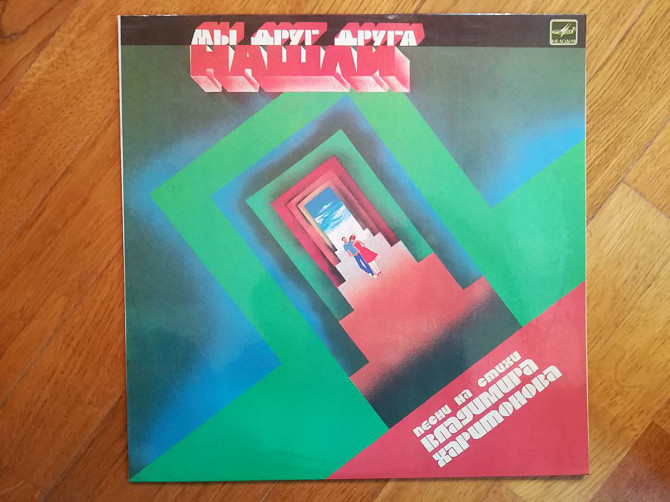 МЫ ДРУГ ДРУГА
НАШЛИ
ПЕСНИ НА СТИХИ
ВЛАДИМИРА
ХАРИТОНОВА